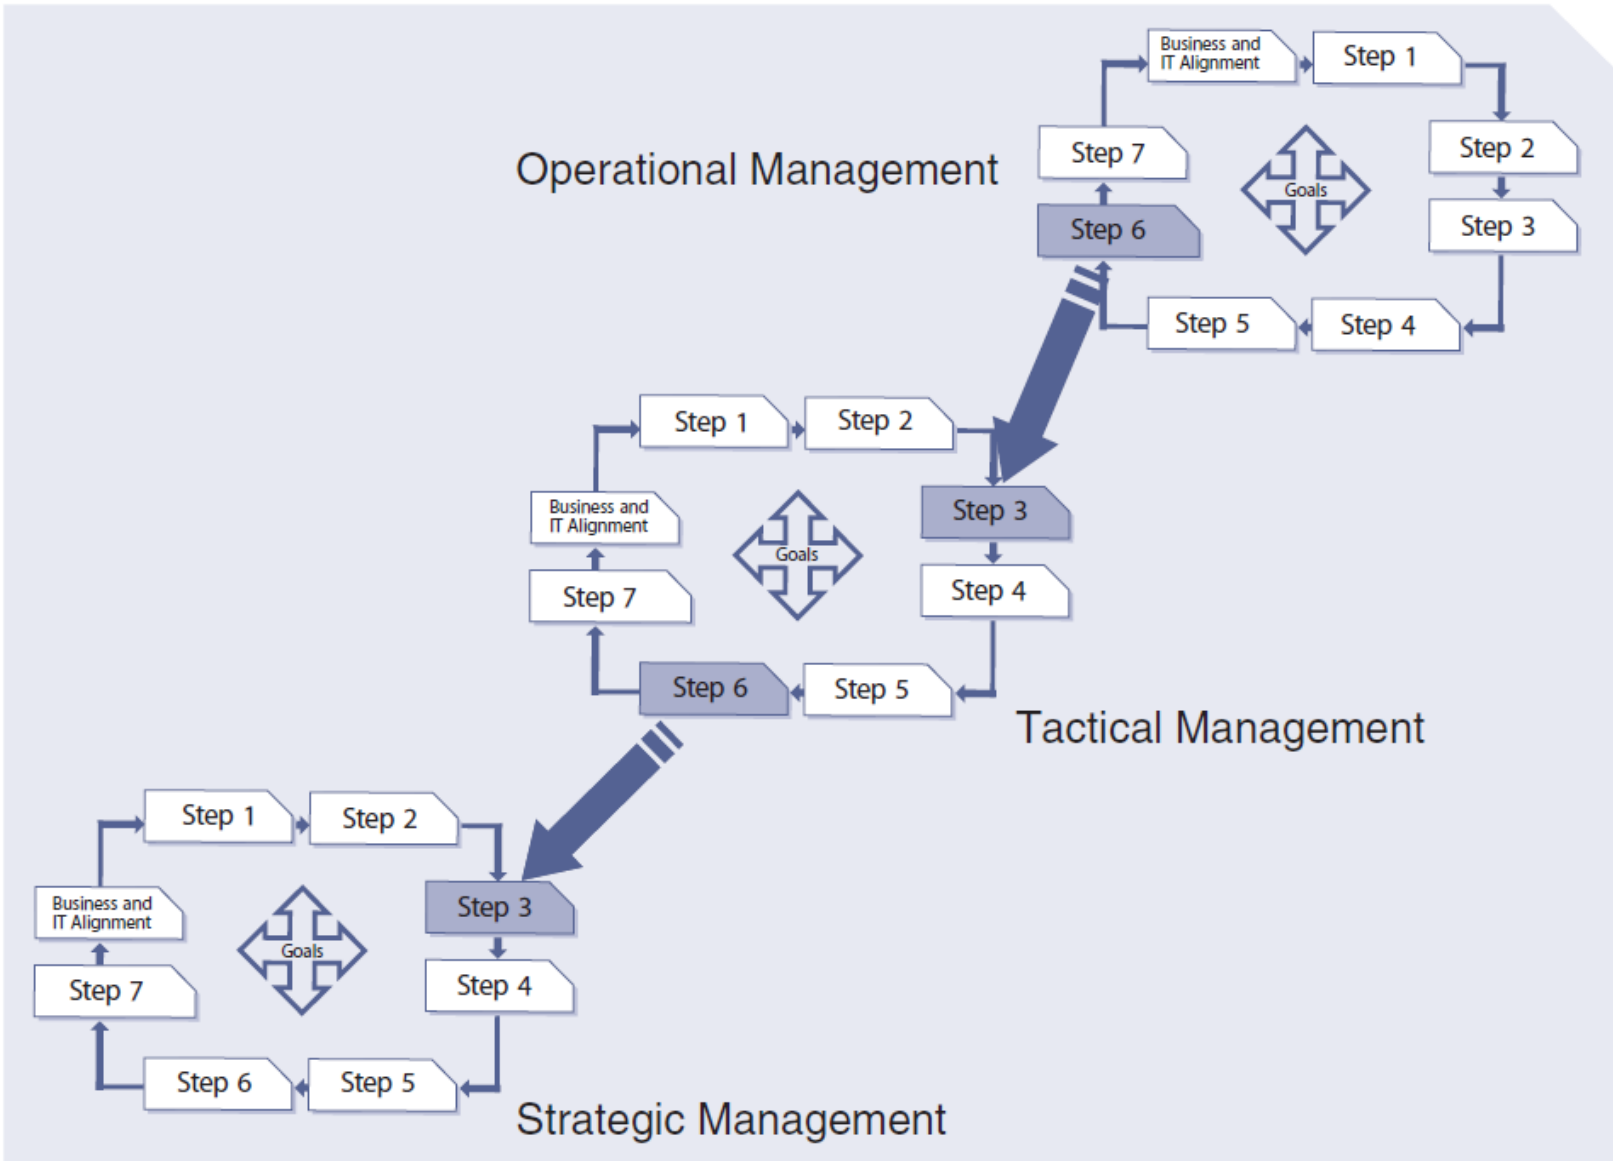 Business and
IT Alignment
Step 1
Step 7
Step 2
Operational Management
Goals
Step 6
Step 3
Step 5
Step 4
Step 1
Step 2
Business and
IT Alignment
Step 3
Goals
Step 7
Step 4
Step 6
Step 5
Tactical Management
Step 1
Step 2
Business and
IT Alignment
Step 3
Goals
Step 7
Step 4
Step 6
Step 5
Strategic Management